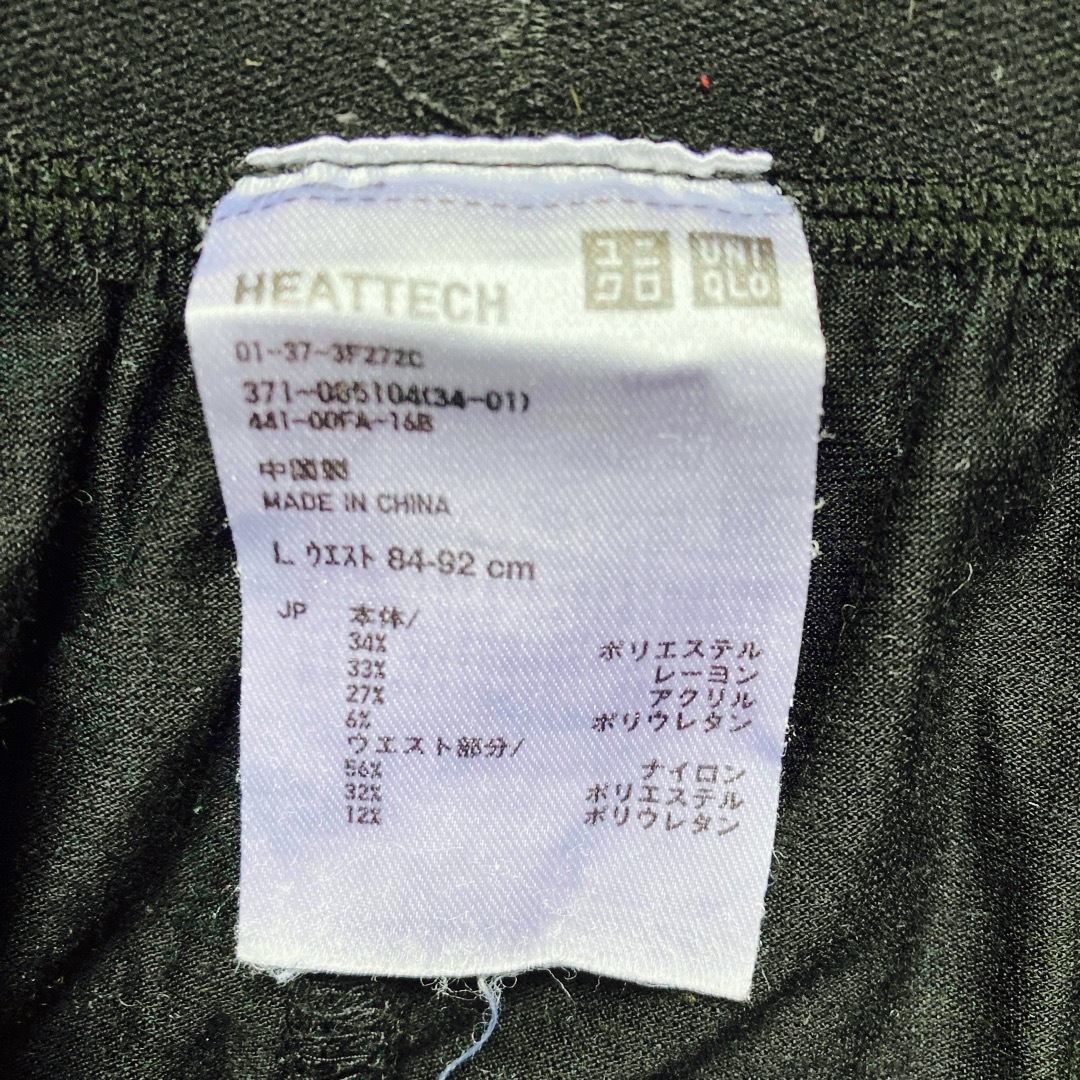 HEATTECH
ユニクロ
UNIQLO
01-37-3F272C
371-085104(34-01)
441-00FA-16B
中国製
MADE IN CHINA
L ウエスト 84-92 cm
JP 本体/
34% ポリエステル
33% レーヨン
27% アクリル
6% ポリウレタン
ウエスト部分/
56% ナイロン
32% ポリエステル
12% ポリウレタン